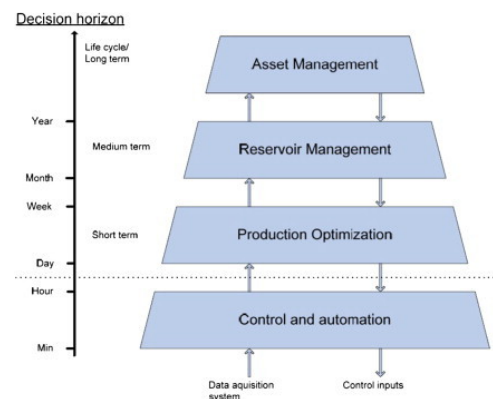 Decision horizon
Life cycle/
Long term
Asset Management
Year
Medium term
Reservoir Management
Month
Week
Short term
Production Optimization
Day
Hour
Control and automation
Min
Data aquisition
system
Control inputs